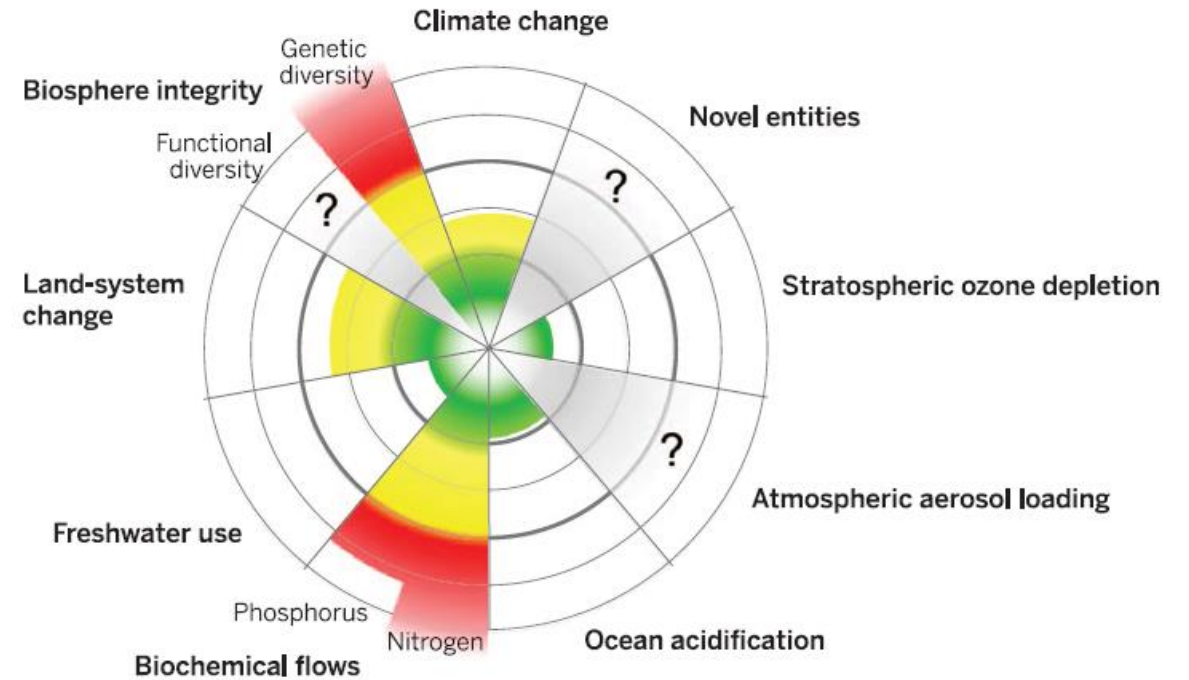 Climate change
Genetic
diversity
Biosphere integrity
Novel entities
Functional
diversity
?
?
Land-system
change
Stratospheric ozone depletion
?
Atmospheric aerosol loading
Freshwater use
Phosphorus
Nitrogen
Ocean acidification
Biochemical flows